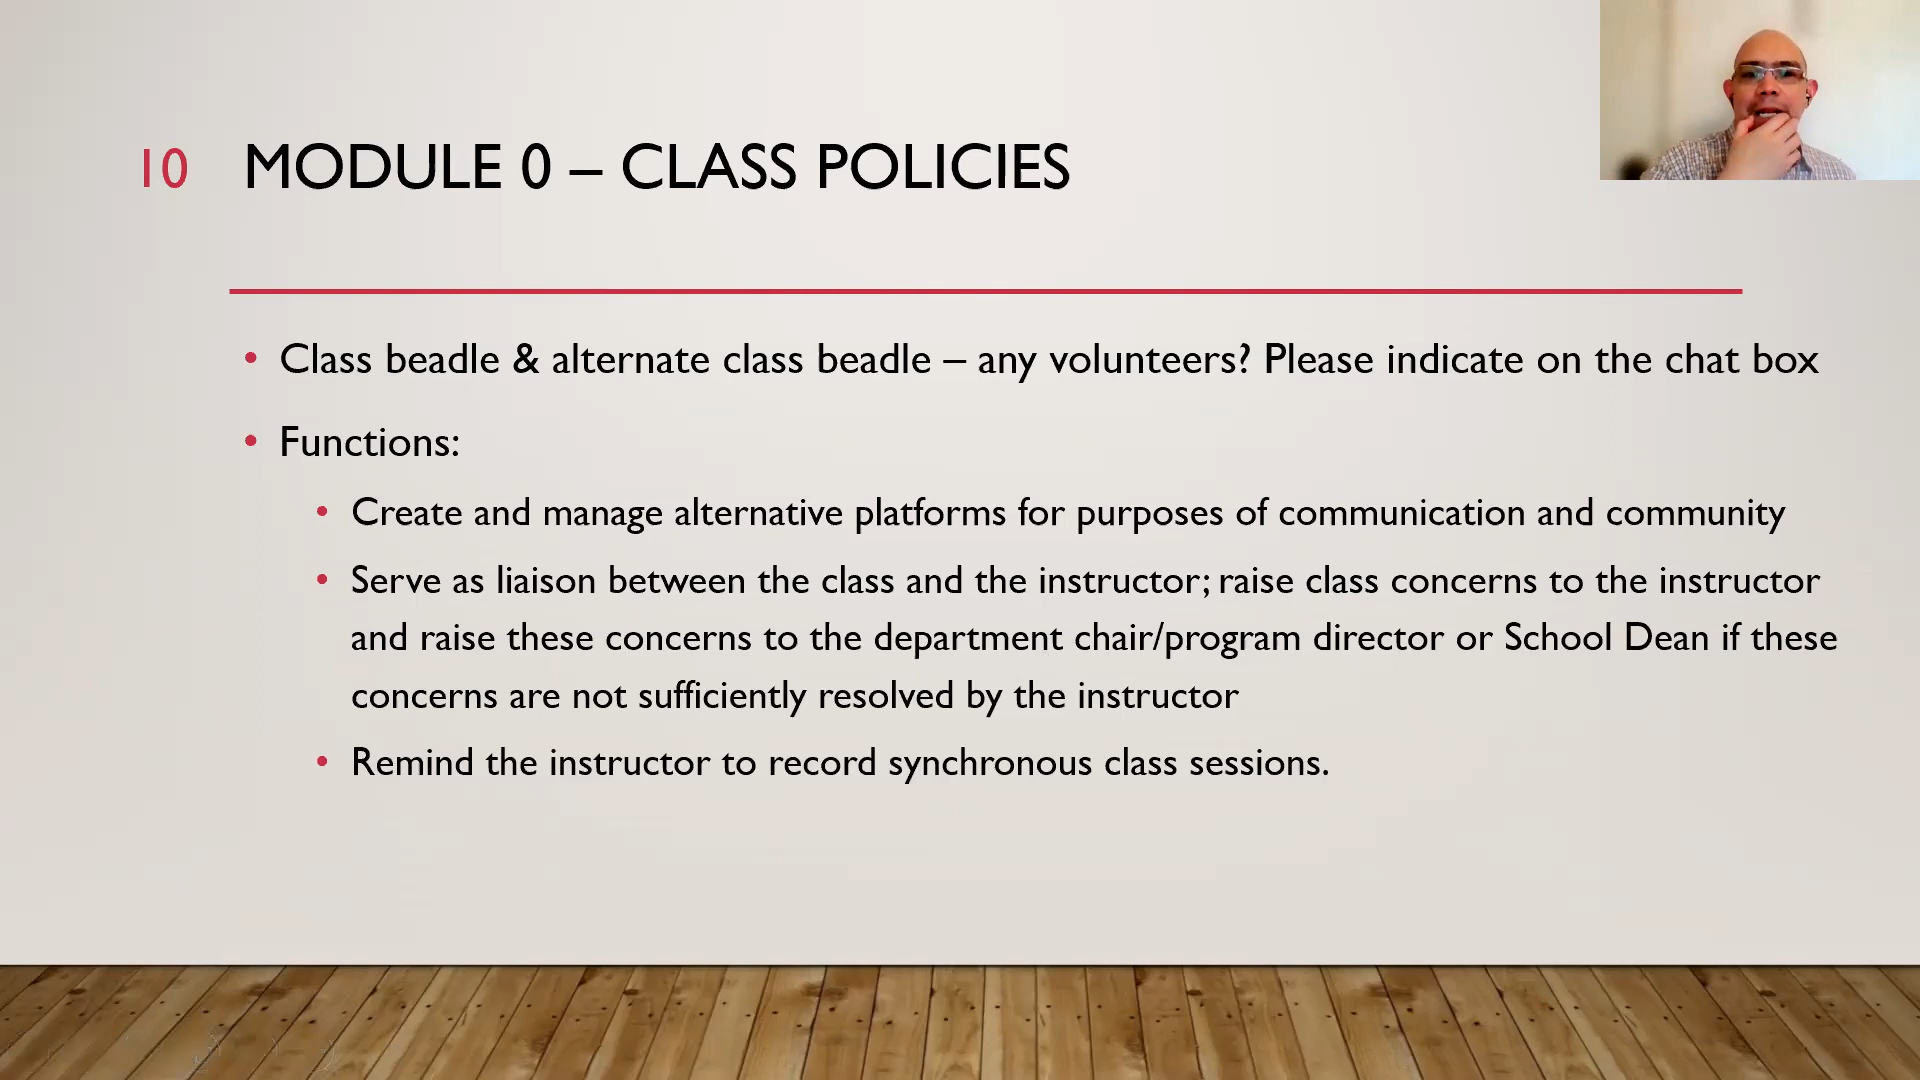 10 MODULE 0 – CLASS POLICIES
• Class beadle & alternate class beadle – any volunteers? Please indicate on the chat box
• Functions:
• Create and manage alternative platforms for purposes of communication and community
• Serve as liaison between the class and the instructor; raise class concerns to the instructor
and raise these concerns to the department chair/program director or School Dean if these
concerns are not sufficiently resolved by the instructor
• Remind the instructor to record synchronous class sessions.